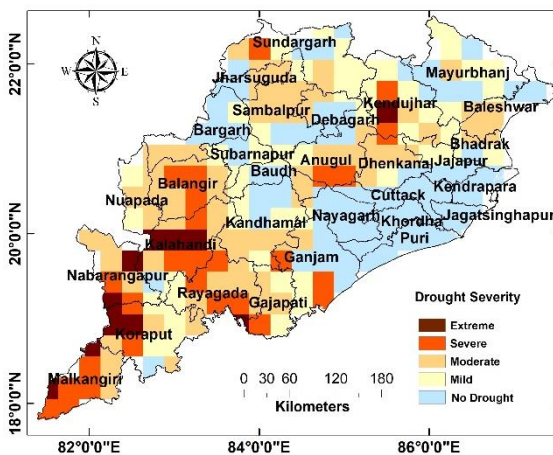 N
W E
S
22°0'0"N
20°0'0"N
18°0'0"N
82°0'0"E 84°0'0"E 86°0'0"E
Sundargarh
Jharsuguda
Mayurbhanj
Sambalpur
Kendujhar
Baleshwar
Debagarh
Bargarh
Bhadrak
Subarnapur
Anugul
Dhenkanal
Jajapur
Baudh
Balangir
Kendrapara
Cuttack
Nuapada
Kandhamal
Nayagarh
Khordha
Jagatsinghapur
Puri
Kalahandi
Ganjam
Nabarangapur
Rayagada
Gajapati
Koraput
Malkangiri
Drought Severity
Extreme
Severe
Moderate
Mild
No Drought
0 30 60 120 180
Kilometers